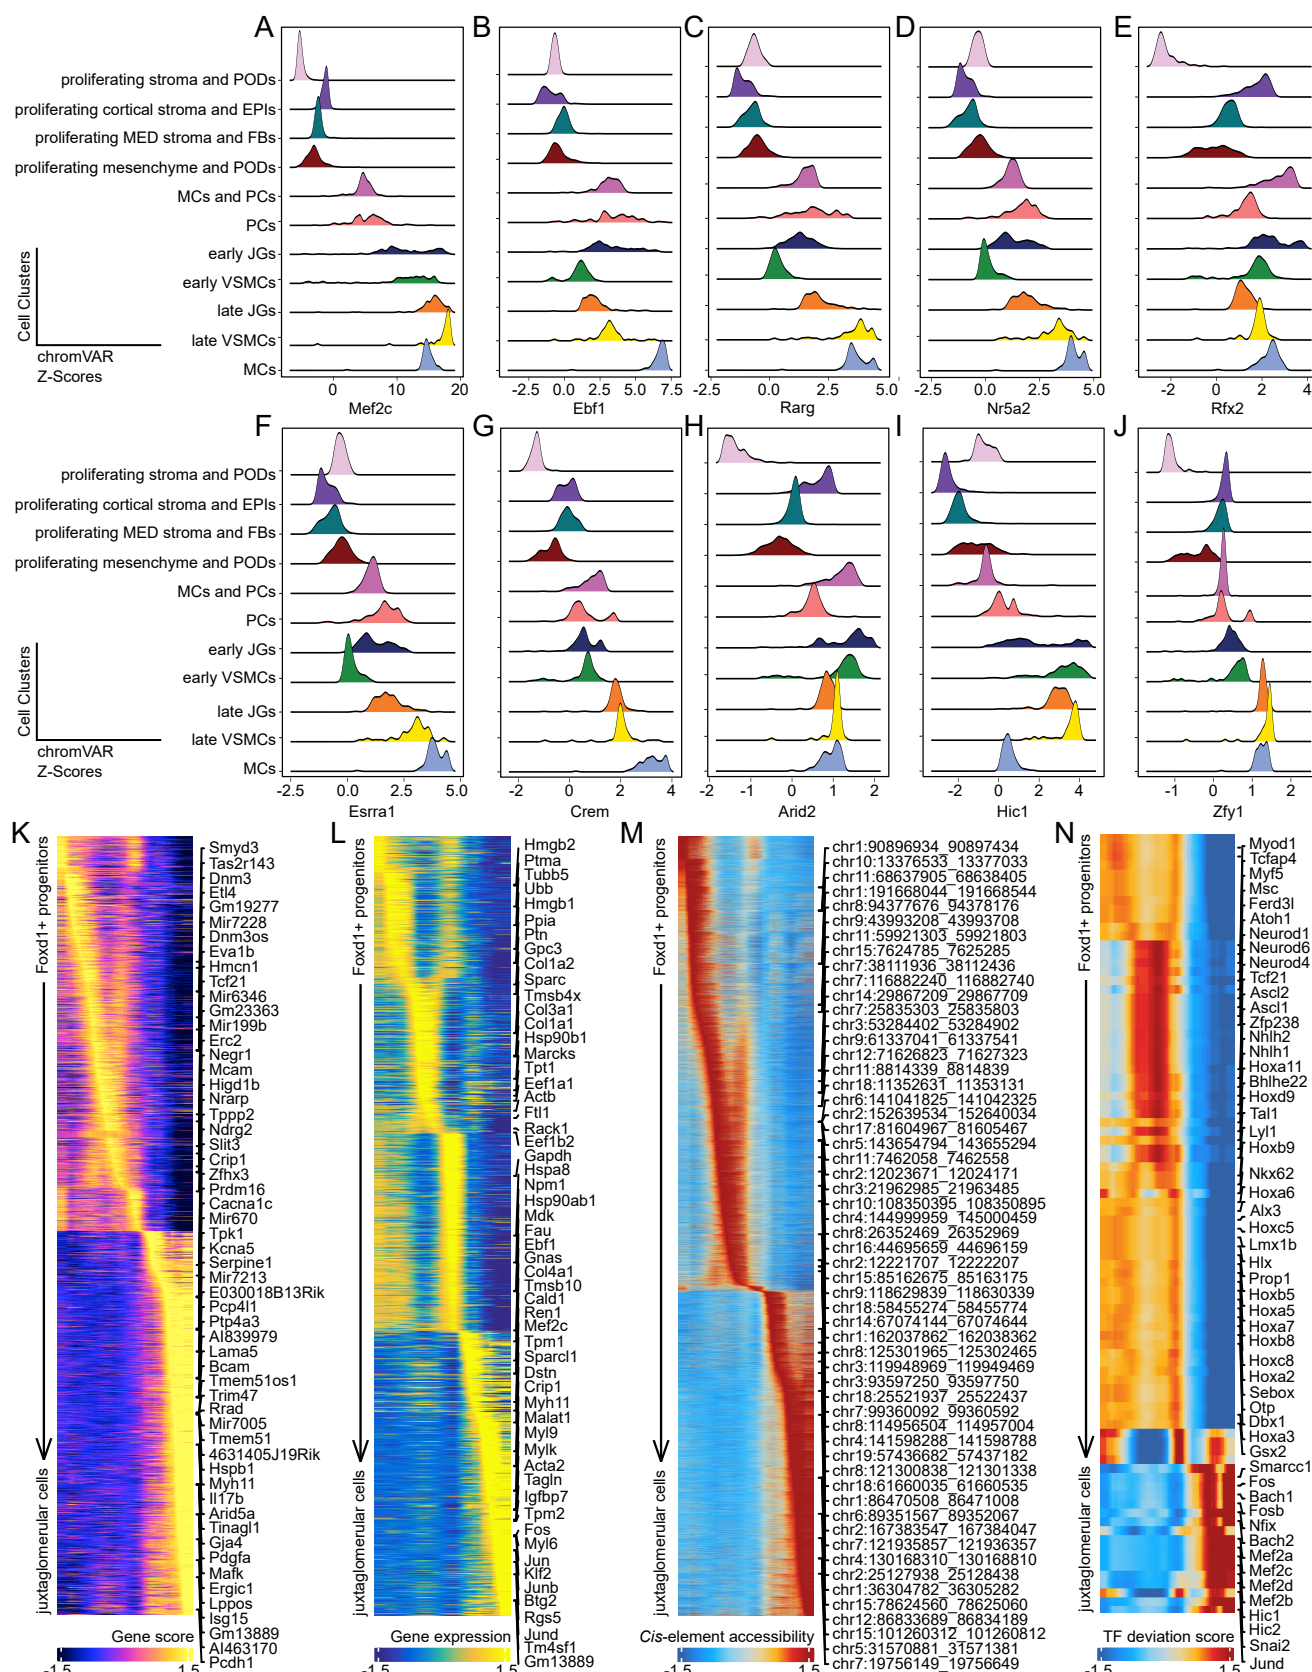 A
B
C
D
E
proliferating stroma and PODs
proliferating cortical stroma and EPIs
proliferating MED stroma and FBs
proliferating mesenchyme and PODs
MCs and PCs
PCs
early JGs
early VSMCs
late JGs
late VSMCs
MCs
Cell Clusters
chromVAR
Z-Scores
0 10 20
Mef2c
-2.5 0.0 2.5 5.0 7.5
Ebf1
-2.5 0.0 2.5 5.0
Rarg
-2.5 0.0 2.5 5.0
Nr5a2
-2 0 2 4
Rfx2
F
G
H
I
J
proliferating stroma and PODs
proliferating cortical stroma and EPIs
proliferating MED stroma and FBs
proliferating mesenchyme and PODs
MCs and PCs
PCs
early JGs
early VSMCs
late JGs
late VSMCs
MCs
Cell Clusters
chromVAR
Z-Scores
-2.5 0.0 2.5 5.0
Esrra1
-2 0 2 4
Crem
-2 -1 0 1 2
Arid2
-2 0 2 4
Hic1
-1 0 1 2
Zfy1
K
Foxd1+ progenitors
juxtaglomerular cells
Smyd3
Tas2r143
Dnm3
Etl4
Gm19277
Mir7228
Dnm3os
Eva1b
Hmcn1
Tcf21
Mir6346
Gm23363
Mir199b
Erc2
Negr1
Mcam
Higd1b
Nrarp
Tppp2
Ndrg2
Slit3
Crip1
Zfhx3
Prdm16
Cacna1c
Mir670
Tpk1
Kcna5
Serpine1
Mir7213
E030018B13Rik
Pcp4l1
Ptp4a3
AI839979
Lama5
Bcam
Tmem51os1
Trim47
Rrad
Mir7005
Tmem51
4631405J19Rik
Hspb1
Myh11
Il17b
Arid5a
Tinagl1
Gja4
Pdgfa
Mafk
Ergic1
Lppos
Isg15
Gm13889
AI463170
Pcdh1
Gene score
-1.5 1.5
L
Foxd1+ progenitors
juxtaglomerular cells
Hmgb2
Ptma
Tubb5
Ubb
Hmgb1
Ppia
Ptn
Gpc3
Col1a2
Sparc
Tmsb4x
Col3a1
Col1a1
Hsp90b1
Marcks
Tpt1
Eef1a1
Actb
Ftl1
Rack1
Eef1b2
Gapdh
Hspa8
Npm1
Hsp90ab1
Mdk
Fau
Ebf1
Gnas
Col4a1
Tmsb10
Cald1
Ren1
Mef2c
Tpm1
Sparcl1
Dstn
Crip1
Myh11
Malat1
Myl9
Mylk
Acta2
Tagln
Igfbp7
Tpm2
Fos
Myl6
Jun
Klf2
Junb
Btg2
Rgs5
Jund
Tm4sf1
Gm13889
Gene expression
-1.5 1.5
M
Foxd1+ progenitors
juxtaglomerular cells
chr1:90896934_90897434
chr10:13376533_13377033
chr11:68637905_68638405
chr1:191668044_191668544
chr8:94377676_94378176
chr9:43993208_43993708
chr11:59921303_59921803
chr15:7624785_7625285
chr7:38111936_38112436
chr7:116882240_116882740
chr14:29867209_29867709
chr7:25835303_25835803
chr3:53284402_53284902
chr9:61337041_61337541
chr12:71626823_71627323
chr11:8814339_8814839
chr18:11352631_11353131
chr6:141041825_141042325
chr2:152639534_152640034
chr17:81604967_81605467
chr5:143654794_143655294
chr11:7462058_7462558
chr2:12023671_12024171
chr3:21962985_21963485
chr10:108350395_108350895
chr4:144999959_145000459
chr8:26352469_26352969
chr16:44695659_44696159
chr2:12221707_12222207
chr15:85162675_85163175
chr9:118629839_118630339
chr18:58455274_58455774
chr14:67074144_67074644
chr1:162037862_162038362
chr8:125301965_125302465
chr3:119948969_119949469
chr3:93597250_93597750
chr18:25521937_25522437
chr7:99360092_99360592
chr8:114956504_114957004
chr4:141598288_141598788
chr19:57436682_57437182
chr8:121300838_121301338
chr18:61660035_61660535
chr1:86470508_86471008
chr6:89351567_89352067
chr2:167383547_167384047
chr7:121935857_121936357
chr4:130168310_130168810
chr2:25127938_25128438
chr1:36304782_36305282
chr15:78624560_78625060
chr12:86833689_86834189
chr15:101260312_101260812
chr5:31570881_31571381
chr7:19756149_19756649
Cis-element accessibility
-1.5 1.5
N
Foxd1+ progenitors
juxtaglomerular cells
Myod1
Tcfap4
Myf5
Msc
Ferd3l
Atoh1
Neurod1
Neurod6
Neurod4
Tcf21
Ascl2
Ascl1
Zfp238
Nhlh2
Nhlh1
Hoxa11
Bhlhe22
Hoxd9
Tal1
Lyl1
Hoxb9
Nkx62
Hoxa6
Alx3
Hoxc5
Lmx1b
Hlx
Prop1
Hoxb5
Hoxa5
Hoxa7
Hoxb8
Hoxc8
Hoxa2
Sebox
Otp
Dbx1
Hoxa3
Gsx2
Smarcc1
Fos
Bach1
Fosb
Nfix
Bach2
Mef2a
Mef2c
Mef2d
Mef2b
Hic1
Hic2
Snai2
Jund
TF deviation score
-1.5 1.5